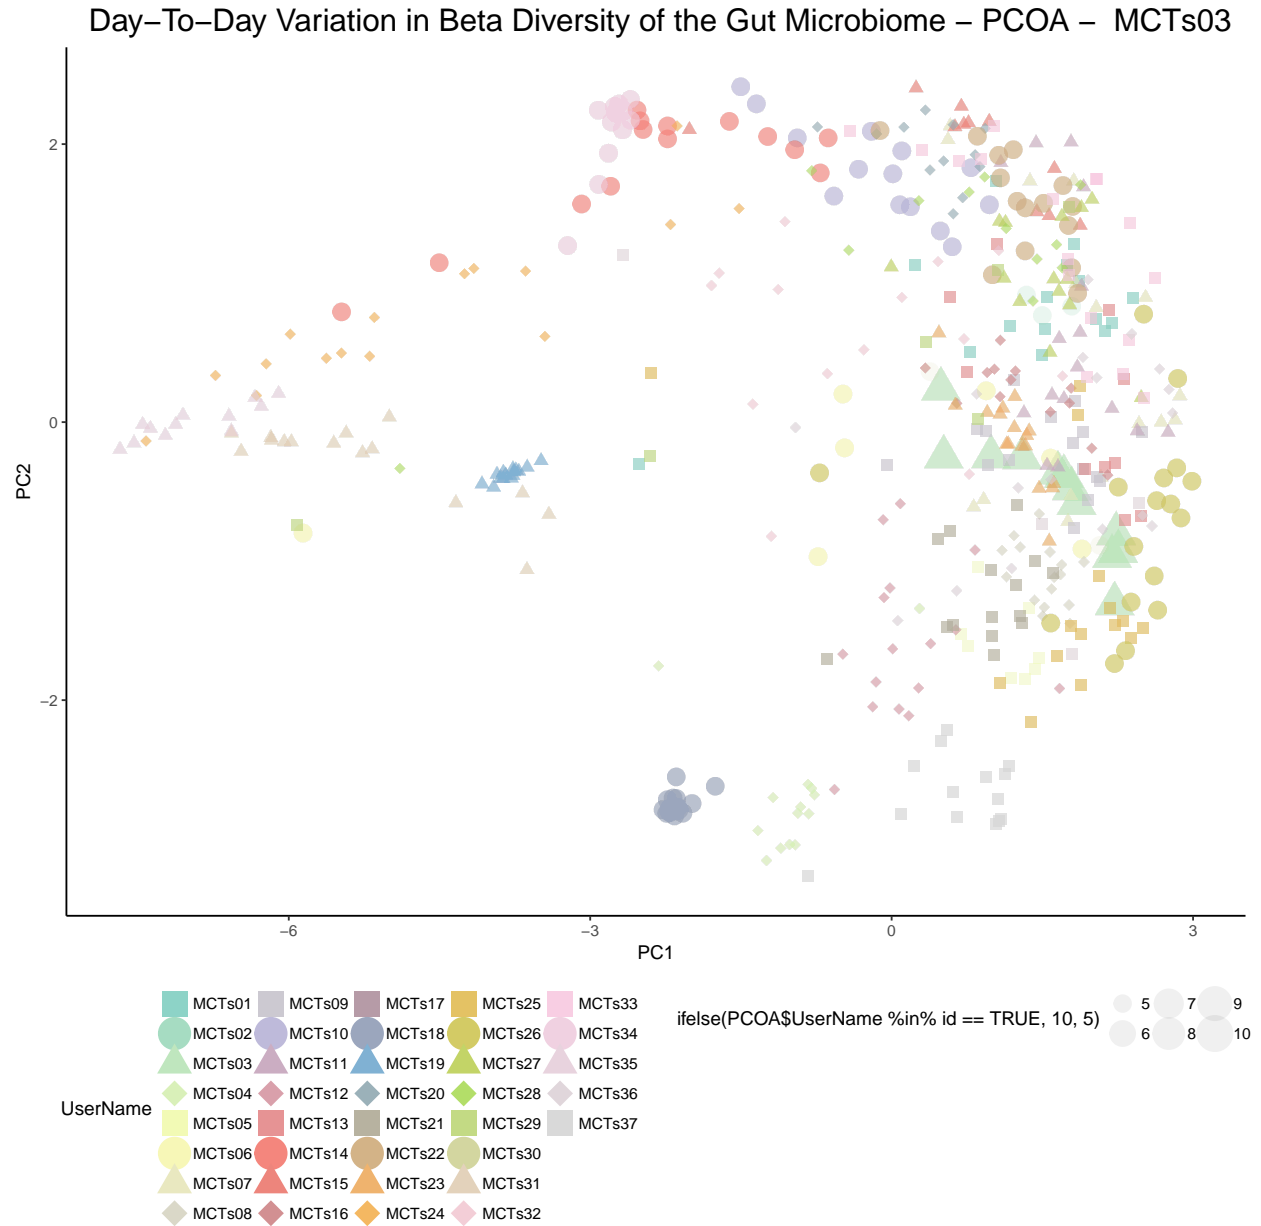 Day−To−Day Variation in Beta Diversity of the Gut Microbiome − PCOA − MCTs03
2
0
−2
PC2
−6 −3 0 3
PC1
UserName
MCTs01 MCTs09 MCTs17 MCTs25 MCTs33
MCTs02 MCTs10 MCTs18 MCTs26 MCTs34
MCTs03 MCTs11 MCTs19 MCTs27 MCTs35
MCTs04 MCTs12 MCTs20 MCTs28 MCTs36
MCTs05 MCTs13 MCTs21 MCTs29 MCTs37
MCTs06 MCTs14 MCTs22 MCTs30
MCTs07 MCTs15 MCTs23 MCTs31
MCTs08 MCTs16 MCTs24 MCTs32
ifelse(PCOA$UserName %in% id == TRUE, 10, 5)
5 7 9
6 8 10